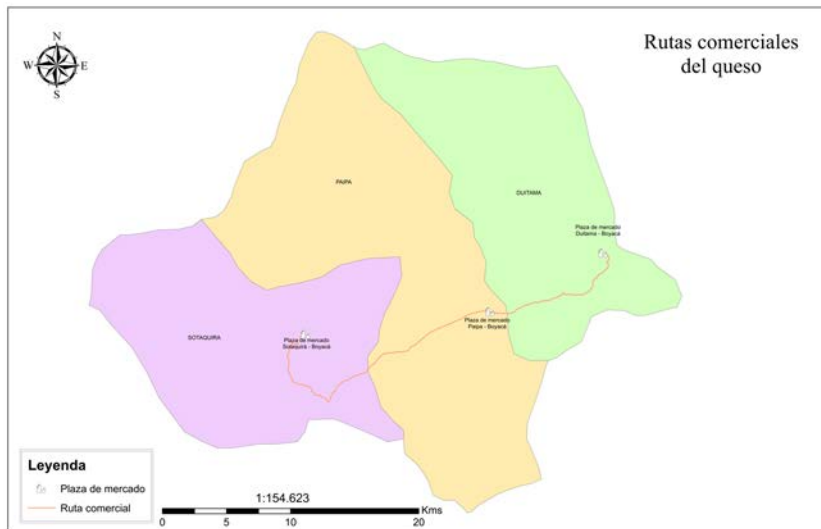 N
W E
S
Rutas comerciales
del queso
PAIPA
DUITAMA
Plaza de mercado
Duitama - Boyacá
Plaza de mercado
Paipa - Boyacá
SOTAQUIRA
Plaza de mercado
Sotaquirá - Boyacá
Leyenda
Plaza de mercado
Ruta comercial
1:154.623
Kms
0 5 10 20